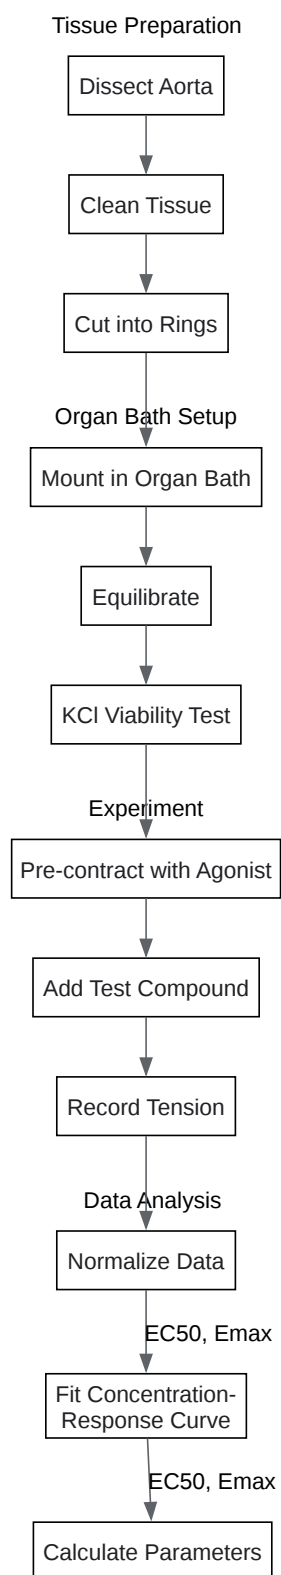 Tissue Preparation
Dissect Aorta
Clean Tissue
Cut into Rings
Organ Bath Setup
Mount in Organ Bath
Equilibrate
KCl Viability Test
Experiment
Pre-contract with Agonist
Add Test Compound
Record Tension
Data Analysis
Normalize Data
EC50, Emax
Fit Concentration-
Response Curve
EC50, Emax
Calculate Parameters